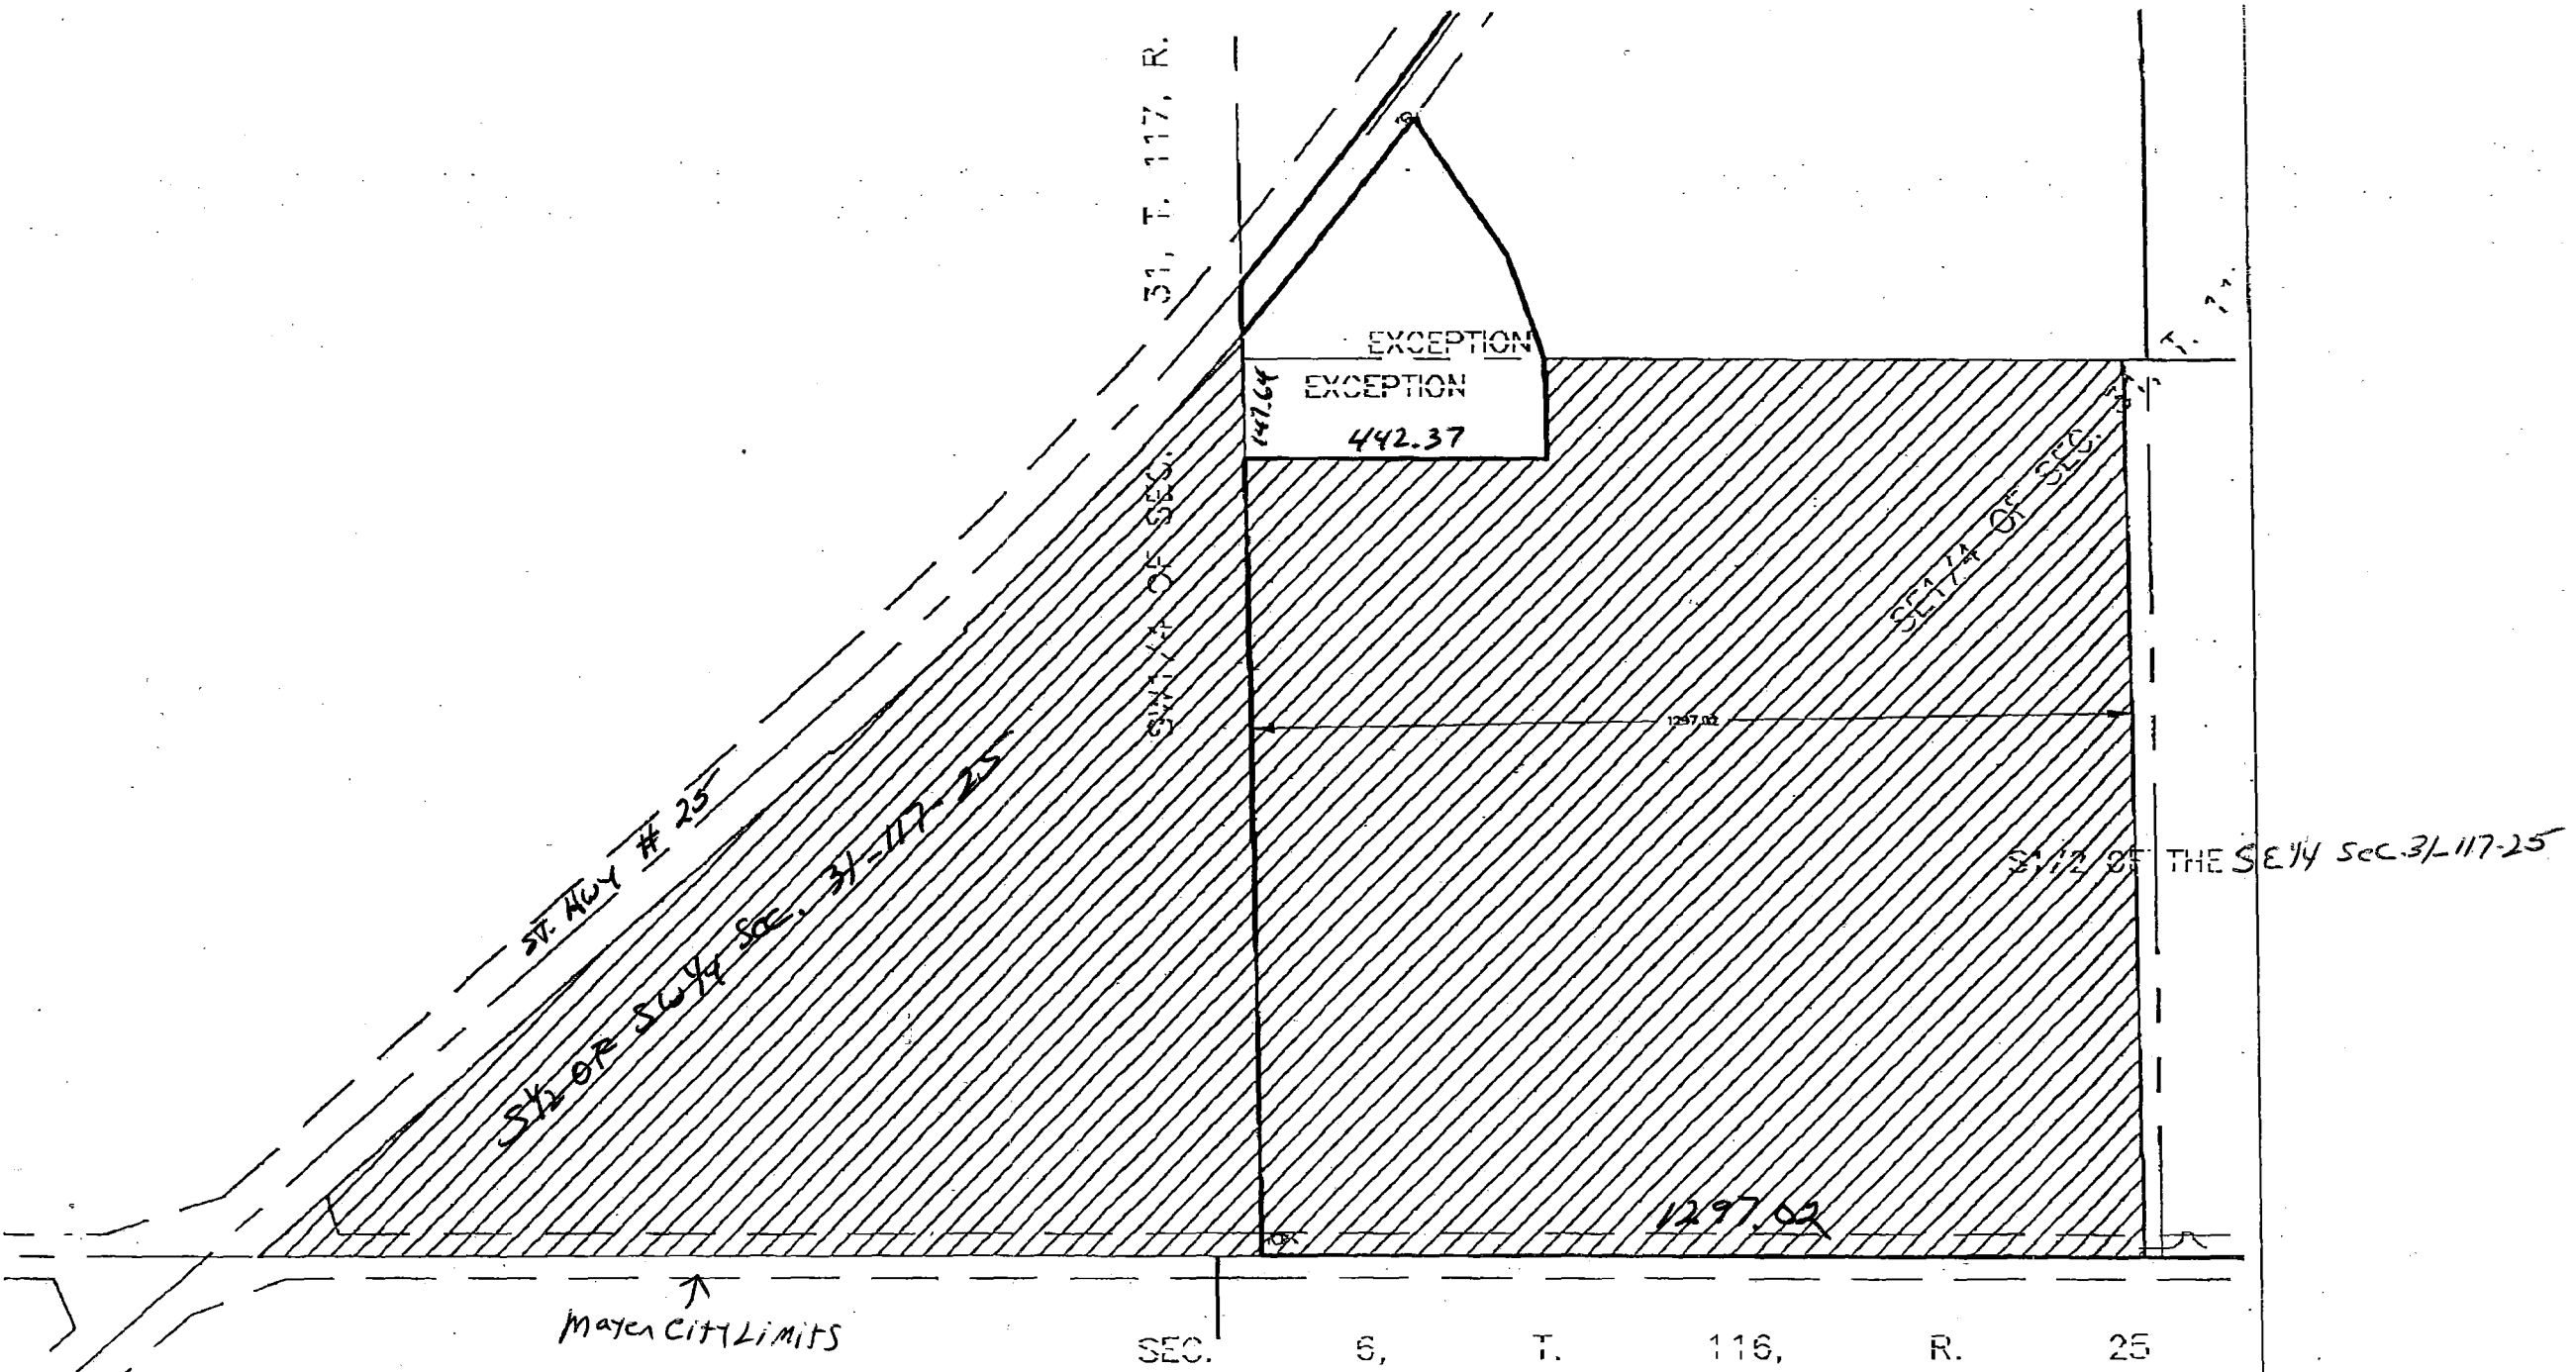 31, T. 117, R.
EXCEPTION
EXCEPTION
147.64
442.37
SW1/4 OF SEC.
SE1/4 OF SEC.
1297.02
ST. HWY # 25
S 1/2 OF SW 1/4 SEC. 31-117-25
S1/2 OF THE SE 1/4 SEC. 31-117-25
1297.02
Mayer City Limits
SEC. 6, T. 116, R. 25